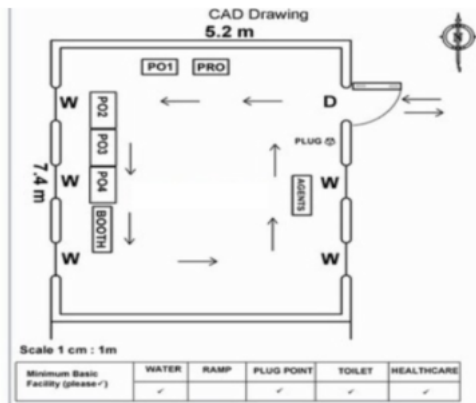 CAD Drawing
5.2 m
N
PO1 PRO
W PO2 D
PO3
PLUG
7.4 m
W PO4 AGENTS W
BOOTH
W W
Scale 1 cm : 1m
Minimum Basic Facility (please✓) WATER RAMP PLUG POINT TOILET HEALTHCARE
✓ ✓ ✓ ✓